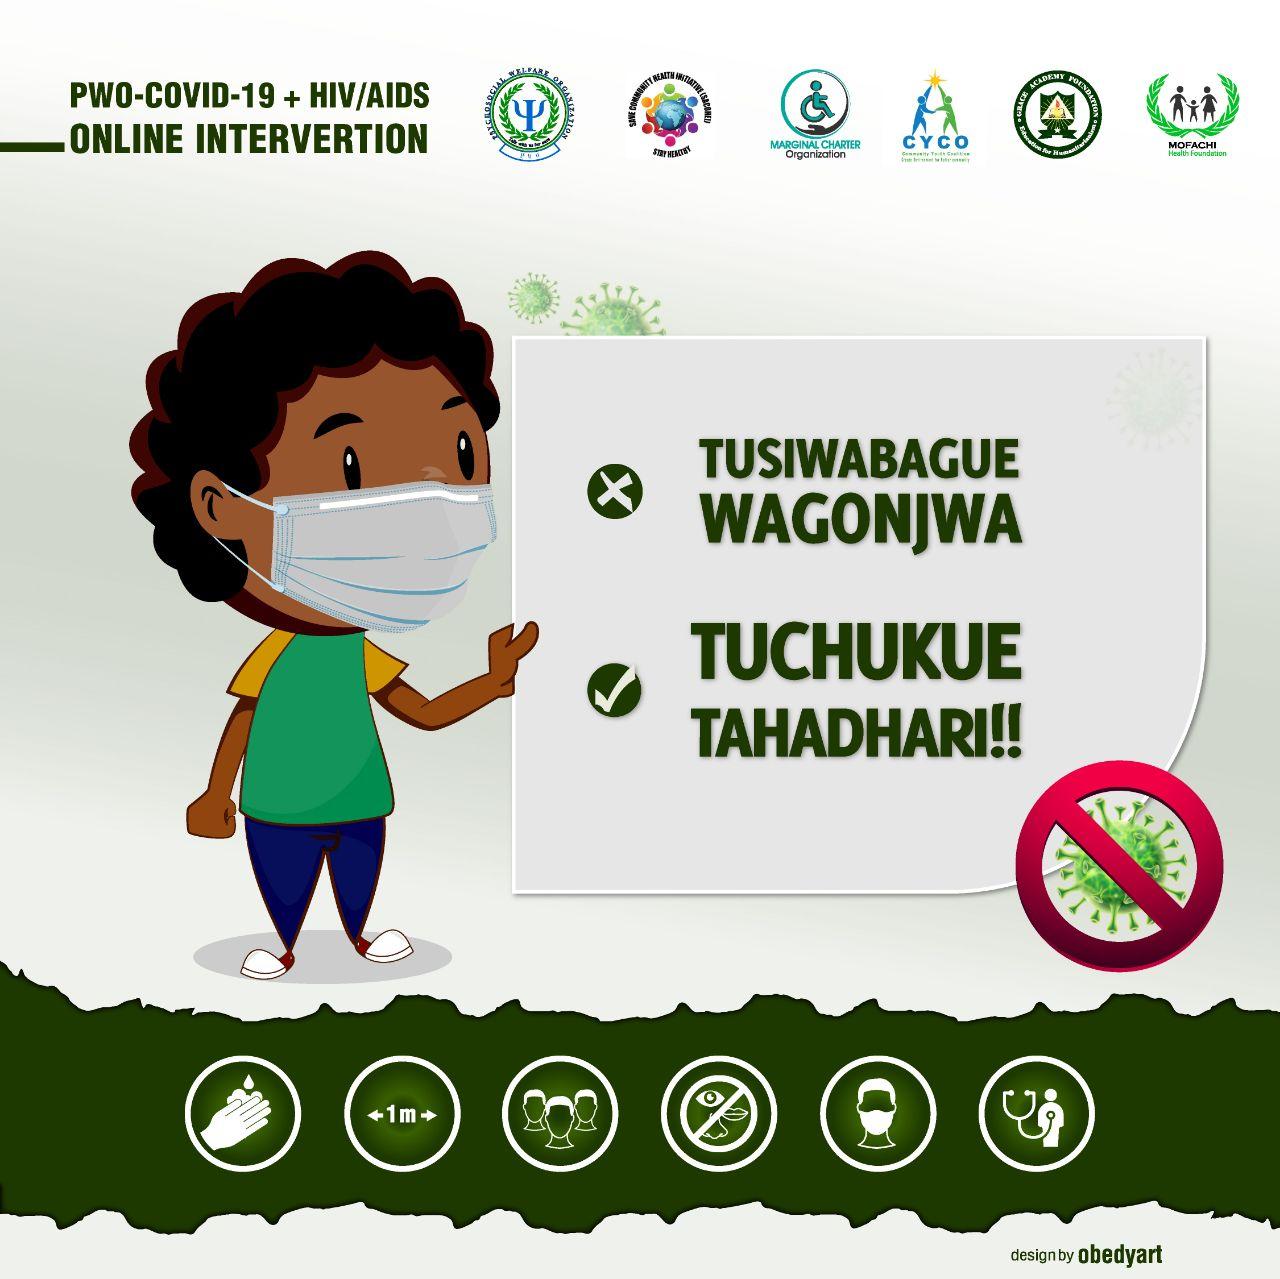 PWO-COVID-19 + HIV/AIDS
ONLINE INTERVERTION
PSYCHOSOCIAL WELFARE ORGANIZATION
PWO
SAVE COMMUNITY HEALTH INITIATIVE (SACOHEI)
STAY HEALTHY
MARGINAL CHARTER
Organization
CYCO
Community Youth Coalition
GRACE ACADEMY FOUNDATION
Education for Humanitarianism
MOFACHI
Health Foundation
TUSIWABAGUE
WAGONJWA
TUCHUKUE
TAHADHARI!!
1m
design by obedyart